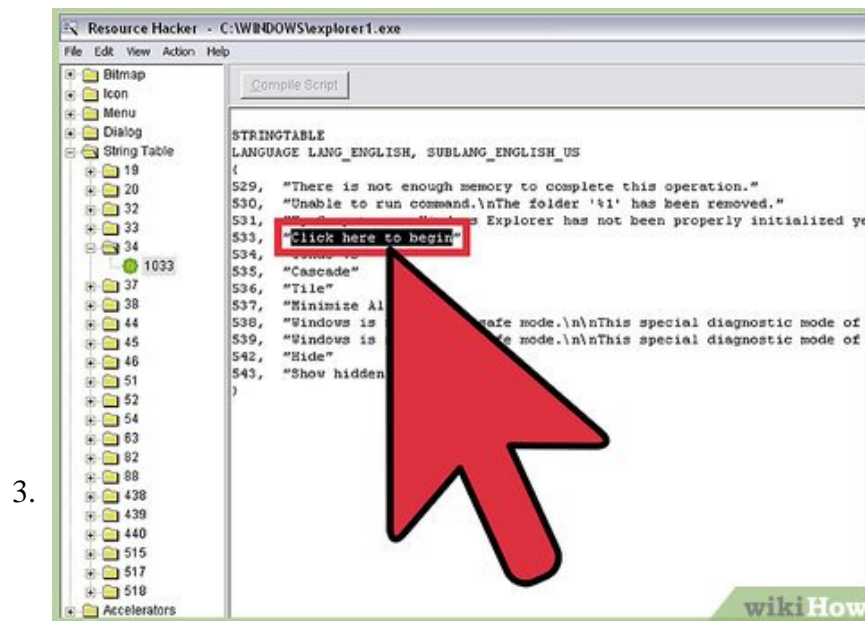 Resource Hacker - C:\WINDOWS\explorer1.exe
File Edit View Action Help
Bitmap
Icon
Menu
Dialog
String Table
19
20
32
33
34
1033
37
38
44
45
46
51
52
54
63
82
88
438
439
440
515
517
518
Accelerators
Compile Script
STRINGTABLE
LANGUAGE LANG_ENGLISH, SUBLANG_ENGLISH_US
{
529, "There is not enough memory to complete this operation."
530, "Unable to run command.\nThe folder '%1' has been removed."
531, Explorer has not been properly initialized ye
533, "Click here to begin"
534,
535, "Cascade"
536, "Tile"
537, "Minimize Al
538, "Windows is safe mode.\n\nThis special diagnostic mode of
539, "Windows is fe mode.\n\nThis special diagnostic mode of
542, "Hide"
543, "Show hidden
}
3.
wikiHow